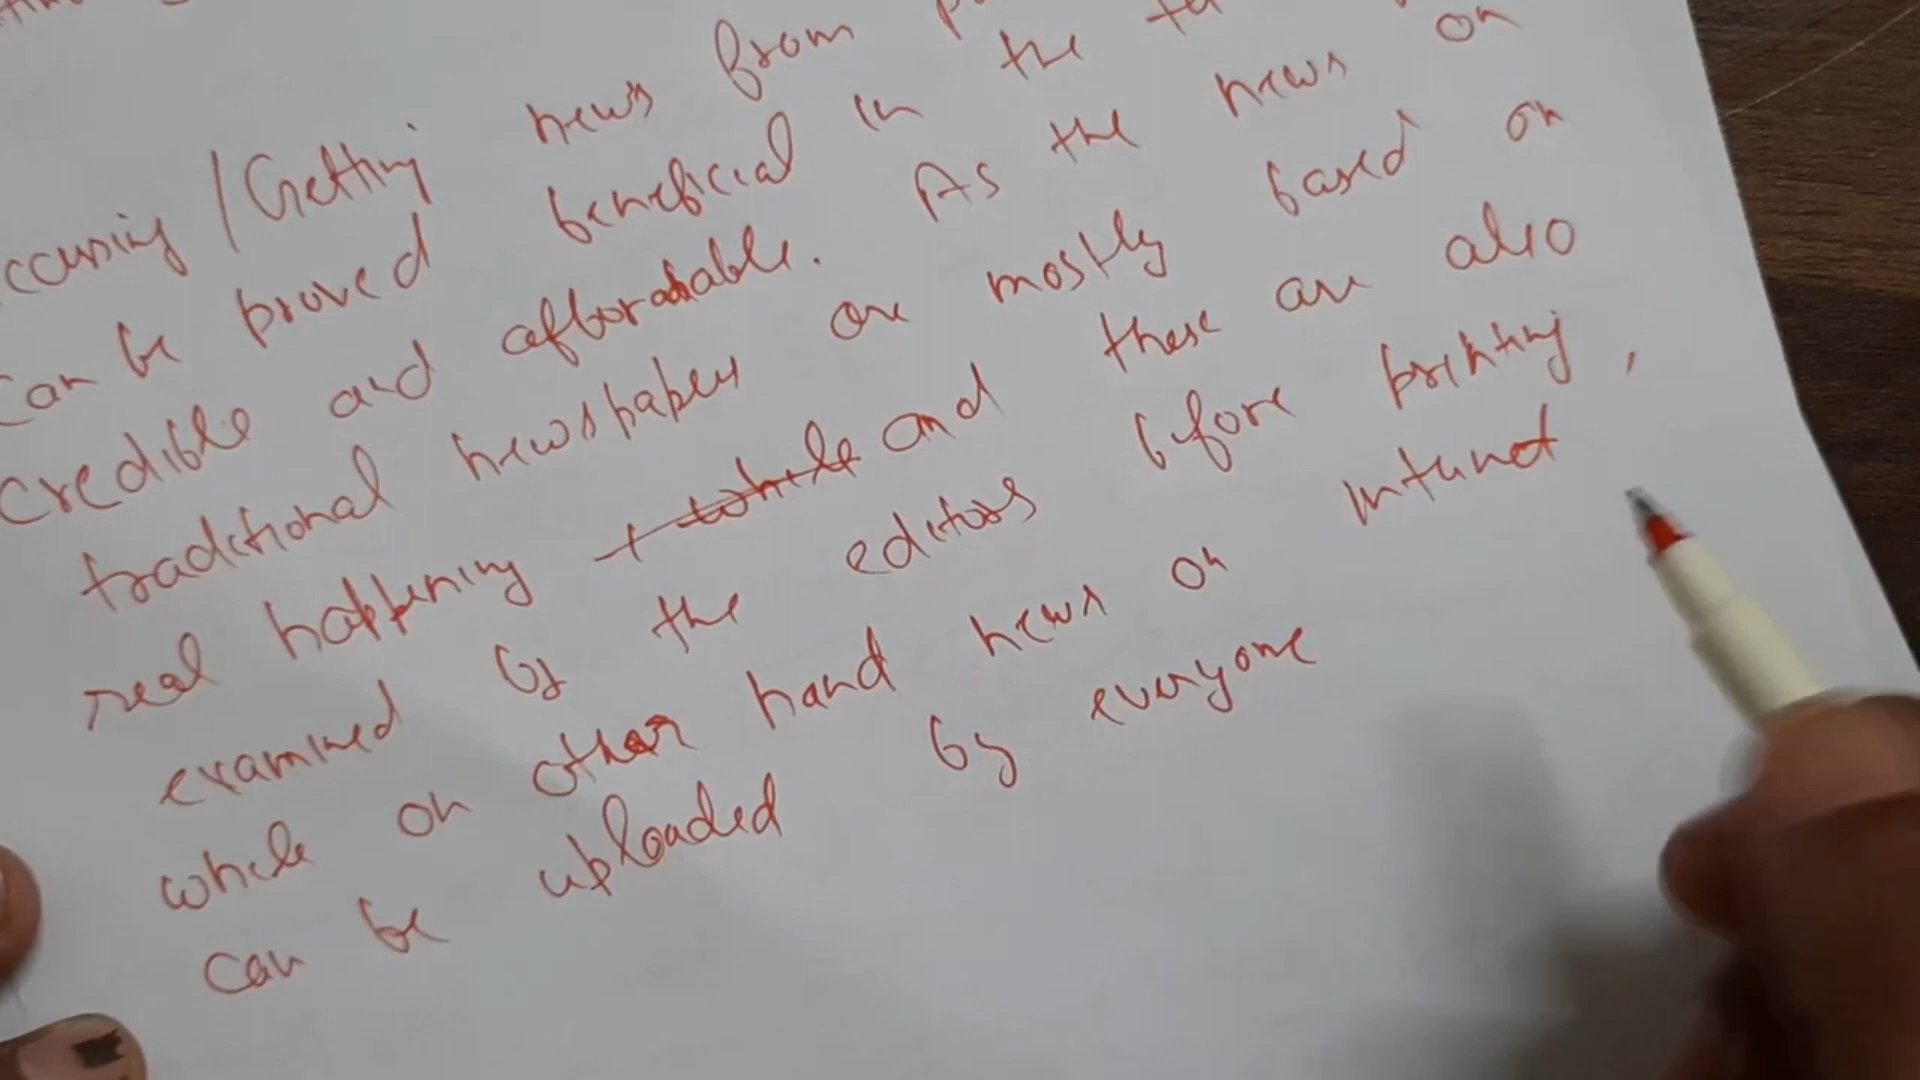 / Getting news from
can be proved beneficial in the
credible and affordable. As the news on
traditional newspapers are mostly based on
real happening and these are also
examined by the editors before printing,
while on other hand news on internet
can be uploaded by everyone